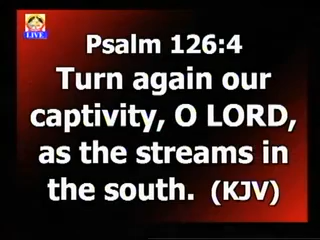 LIVE
Psalm 126:4
Turn again our
captivity, O LORD,
as the streams in
the south. (KJV)